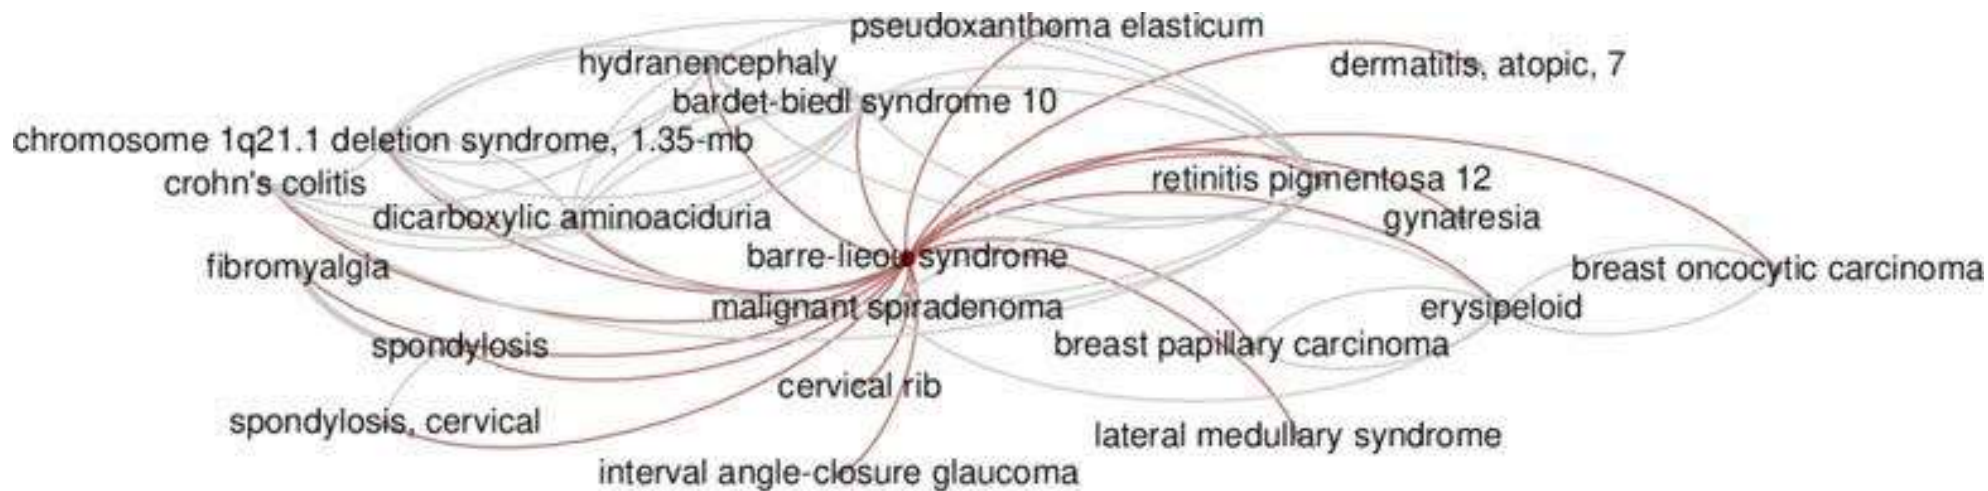 pseudoxanthoma elasticum
hydranencephaly
dermatitis, atopic, 7
bardet-biedl syndrome 10
chromosome 1q21.1 deletion syndrome, 1.35-mb
crohn's colitis
retinitis pigmentosa 12
dicarboxylic aminoaciduria
gynatresia
barre-lieou syndrome
fibromyalgia
breast oncocytic carcinoma
malignant spiradenoma
erysipeloid
spondylosis
breast papillary carcinoma
cervical rib
spondylosis, cervical
lateral medullary syndrome
interval angle-closure glaucoma